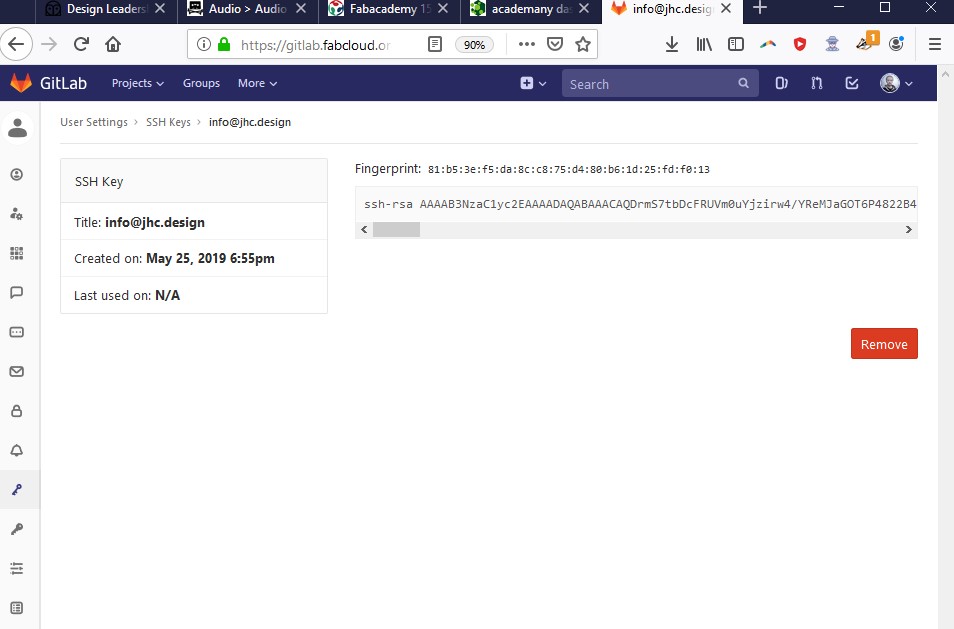 Design Leaders
Audio > Audio
Fabacademy 15
academany da
info@jhc.design
https://gitlab.fabcloud.or
90%
1
GitLab
Projects
Groups
More
Search
User Settings > SSH Keys > info@jhc.design
SSH Key
Title: info@jhc.design
Created on: May 25, 2019 6:55pm
Last used on: N/A
Fingerprint: 81:b5:3e:f5:da:8c:c8:75:d4:80:b6:1d:25:fd:f0:13
ssh-rsa AAAAB3NzaC1yc2EAAAADAQABAAACAQDrmS7tbDcFRUVm0uYjzirw4/YReMJaGOT6P4822B4
Remove